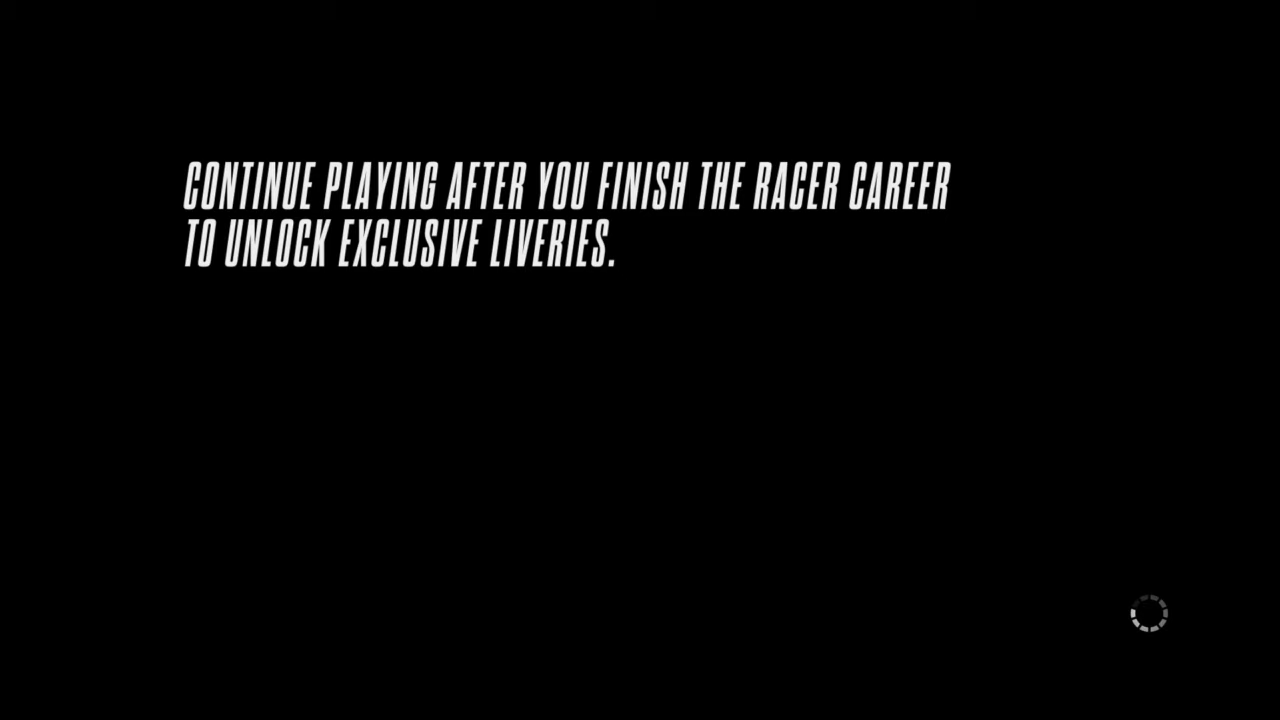 CONTINUE PLAYING AFTER YOU FINISH THE RACER CAREER
TO UNLOCK EXCLUSIVE LIVERIES.